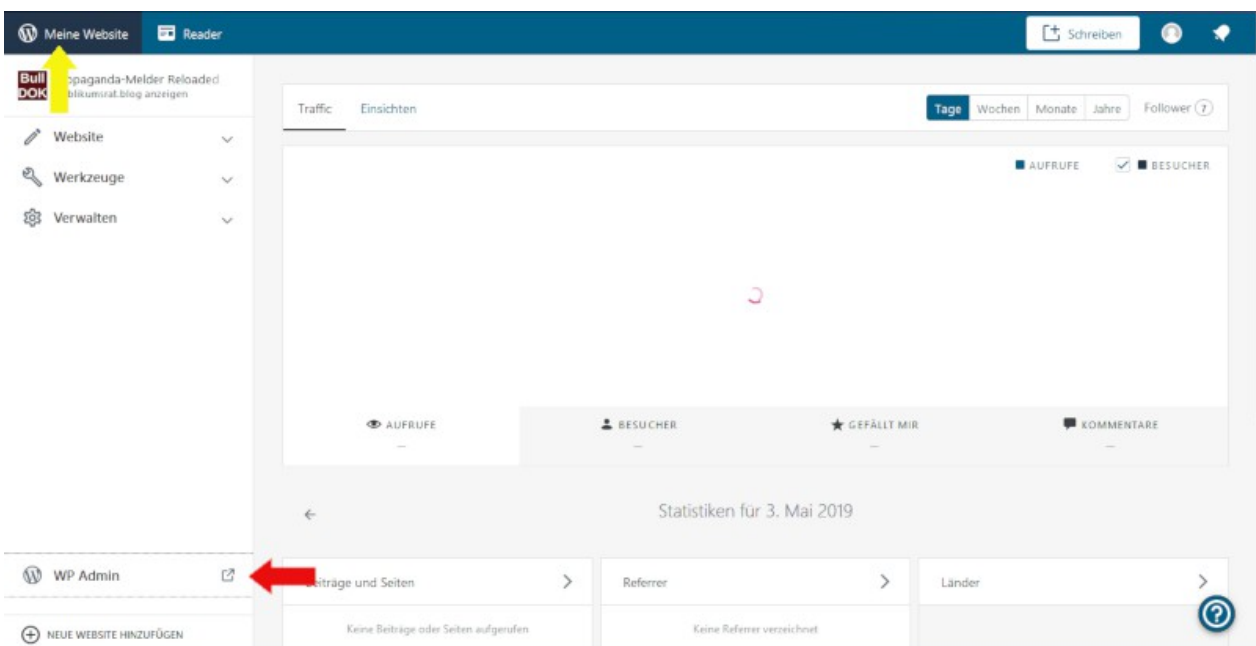 Meine Website
Reader
Schreiben
Bull DOK
opaganda-Melder Reloaded
blikumsrat.blog anzeigen
Website
Werkzeuge
Verwalten
WP Admin
NEUE WEBSITE HINZUFÜGEN
Traffic Einsichten
Tage Wochen Monate Jahre Follower ?
AUFRUFE BESUCHER
AUFRUFE BESUCHER GEFÄLLT MIR KOMMENTARE
— — — —
← Statistiken für 3. Mai 2019
eiträge und Seiten Referrer Länder
Keine Beiträge oder Seiten aufgerufen Keine Referrer verzeichnet
?